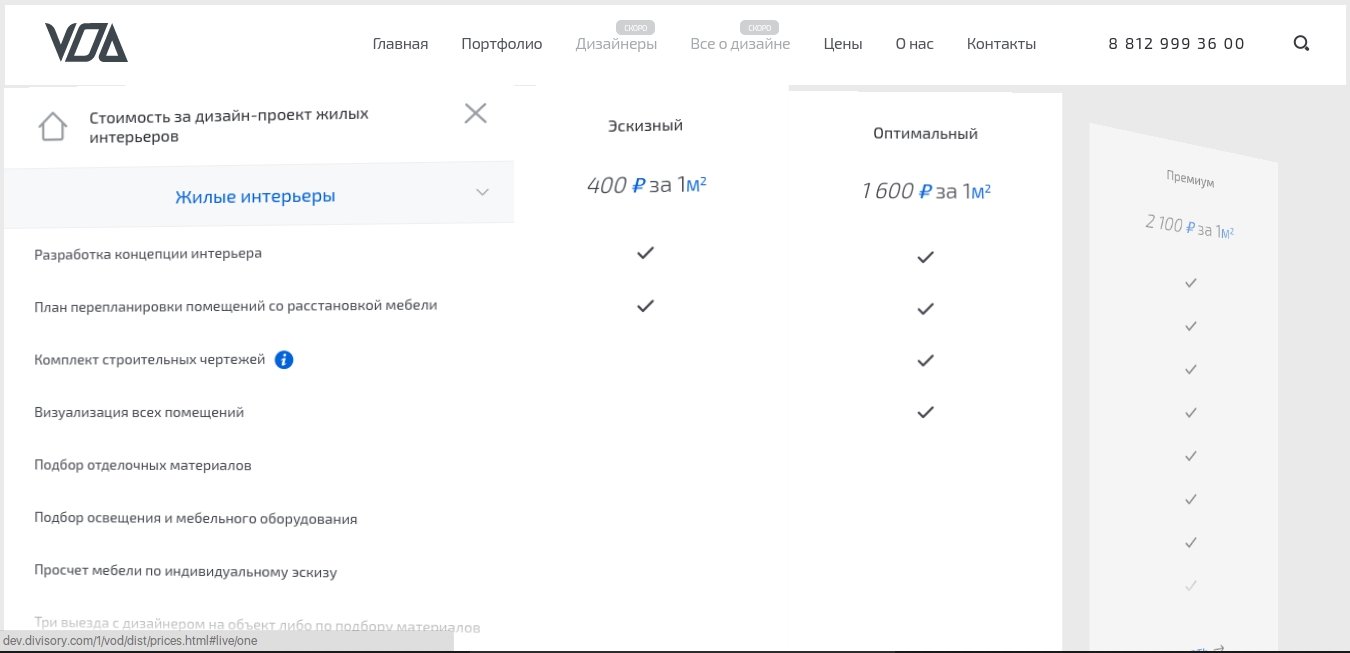 VOA
Главная
Портфолио
СКОРО
Дизайнеры
СКОРО
Все о дизайне
Цены
О нас
Контакты
8 812 999 36 00
Стоимость за дизайн-проект жилых
интерьеров
Эскизный
Оптимальный
Премиум
Жилые интерьеры
400 ₽ за 1м²
1 600 ₽ за 1м²
2 100 ₽ за 1м²
Разработка концепции интерьера
План перепланировки помещений со расстановкой мебели
Комплект строительных чертежей
Визуализация всех помещений
Подбор отделочных материалов
Подбор освещения и мебельного оборудования
Просчет мебели по индивидуальному эскизу
Три выезда с дизайнером на объект либо по подбору материалов
dev.divisory.com/1/vod/dist/prices.html#live/one